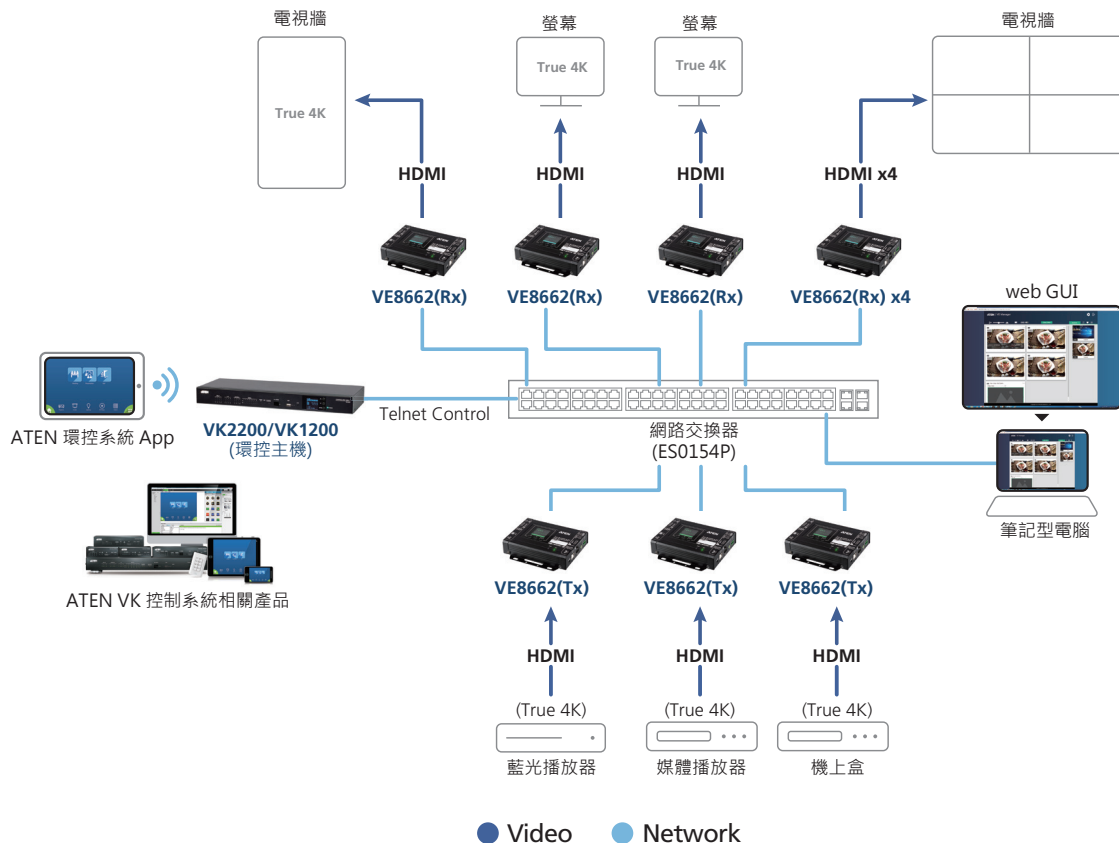 電視牆
螢幕
螢幕
電視牆
True 4K
True 4K
True 4K
HDMI
HDMI
HDMI
HDMI x4
VE8662(Rx)
VE8662(Rx)
VE8662(Rx)
VE8662(Rx) x4
web GUI
ATEN 環控系統 App
VK2200/VK1200
(環控主機)
Telnet Control
網路交換器
(ES0154P)
筆記型電腦
ATEN VK 控制系統相關產品
VE8662(Tx)
VE8662(Tx)
VE8662(Tx)
HDMI
HDMI
HDMI
(True 4K)
(True 4K)
(True 4K)
藍光播放器
媒體播放器
機上盒
Video
Network